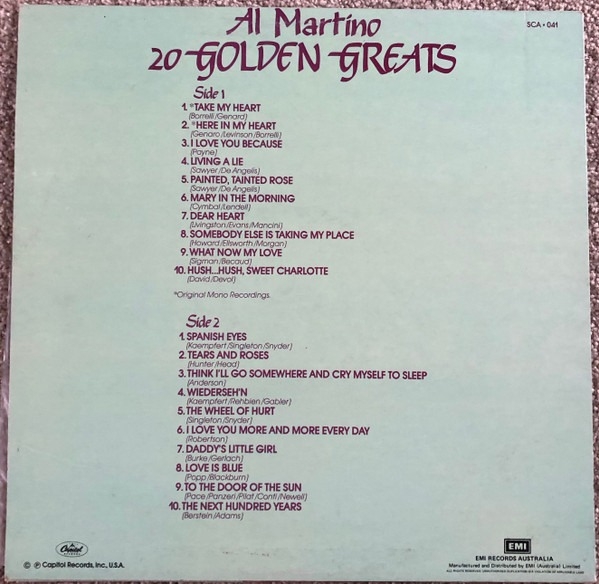 Al Martino
SCA • 041
20 GOLDEN GREATS
Side 1
1. *TAKE MY HEART
(Borrelli/Genard)
2. *HERE IN MY HEART
(Genaro/Levinson/Borrelli)
3. I LOVE YOU BECAUSE
(Payne)
4. LIVING A LIE
(Sawyer/De Angelis)
5. PAINTED, TAINTED ROSE
(Sawyer/De Angelis)
6. MARY IN THE MORNING
(Cymbal/Lendell)
7. DEAR HEART
(Livingston/Evans/Mancini)
8. SOMEBODY ELSE IS TAKING MY PLACE
(Howard/Ellsworth/Morgan)
9. WHAT NOW MY LOVE
(Sigman/Becaud)
10. HUSH...HUSH, SWEET CHARLOTTE
(David/Devol)
*Original Mono Recordings.
Side 2
1. SPANISH EYES
(Kaempfert/Singleton/Snyder)
2. TEARS AND ROSES
(Hunter/Head)
3. THINK I'LL GO SOMEWHERE AND CRY MYSELF TO SLEEP
(Anderson)
4. WIEDERSEH'N
(Kaempfert/Rehbien/Gabler)
5. THE WHEEL OF HURT
(Singleton/Snyder)
6. I LOVE YOU MORE AND MORE EVERY DAY
(Robertson)
7. DADDY'S LITTLE GIRL
(Burke/Gerlach)
8. LOVE IS BLUE
(Popp/Blackburn)
9. TO THE DOOR OF THE SUN
(Pace/Panzeri/Pilat/Conti/Newell)
10. THE NEXT HUNDRED YEARS
(Berstein/Adams)
Capitol
© ℗ Capitol Records, Inc., U.S.A.
EMI
EMI RECORDS AUSTRALIA
Manufactured and Distributed by EMI (Australia) Limited